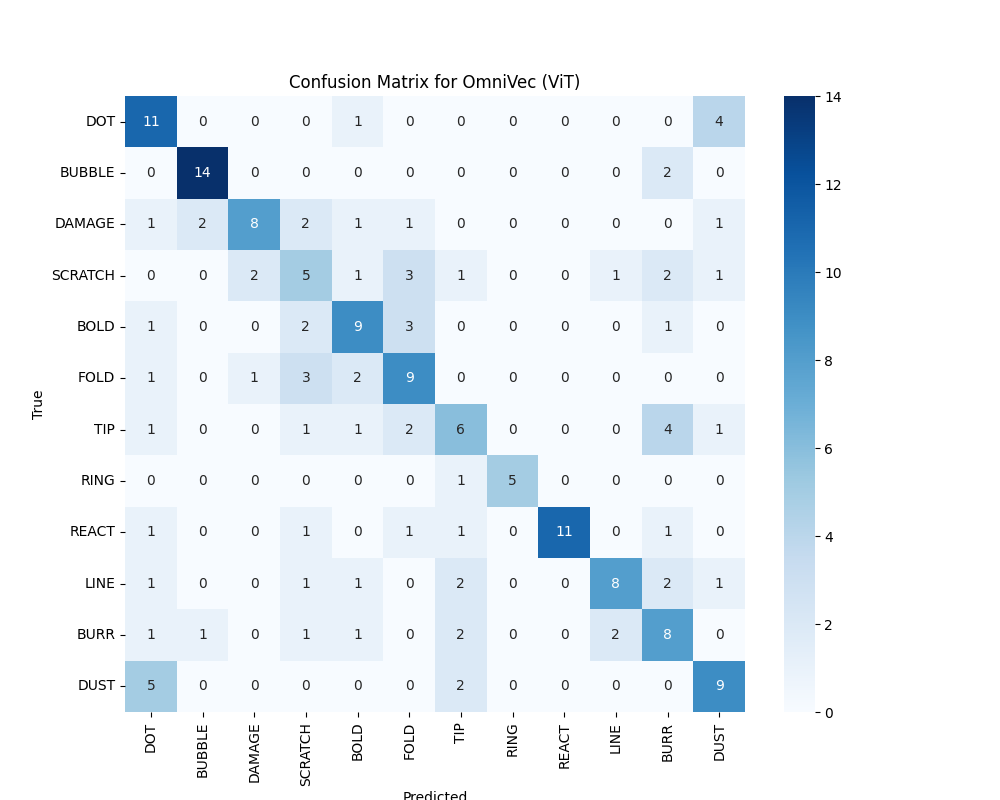 Confusion Matrix for OmniVec (ViT)
DOT 11 0 0 0 1 0 0 0 0 0 0 4
BUBBLE 0 14 0 0 0 0 0 0 0 0 2 0
DAMAGE 1 2 8 2 1 1 0 0 0 0 0 1
SCRATCH 0 0 2 5 1 3 1 0 0 1 2 1
BOLD 1 0 0 2 9 3 0 0 0 0 1 0
FOLD 1 0 1 3 2 9 0 0 0 0 0 0
TIP 1 0 0 1 1 2 6 0 0 0 4 1
RING 0 0 0 0 0 0 1 5 0 0 0 0
REACT 1 0 0 1 0 1 1 0 11 0 1 0
LINE 1 0 0 1 1 0 2 0 0 8 2 1
BURR 1 1 0 1 1 0 2 0 0 2 8 0
DUST 5 0 0 0 0 0 2 0 0 0 0 9
DOT BUBBLE DAMAGE SCRATCH BOLD FOLD TIP RING REACT LINE BURR DUST
Predicted
True
14
12
10
8
6
4
2
0